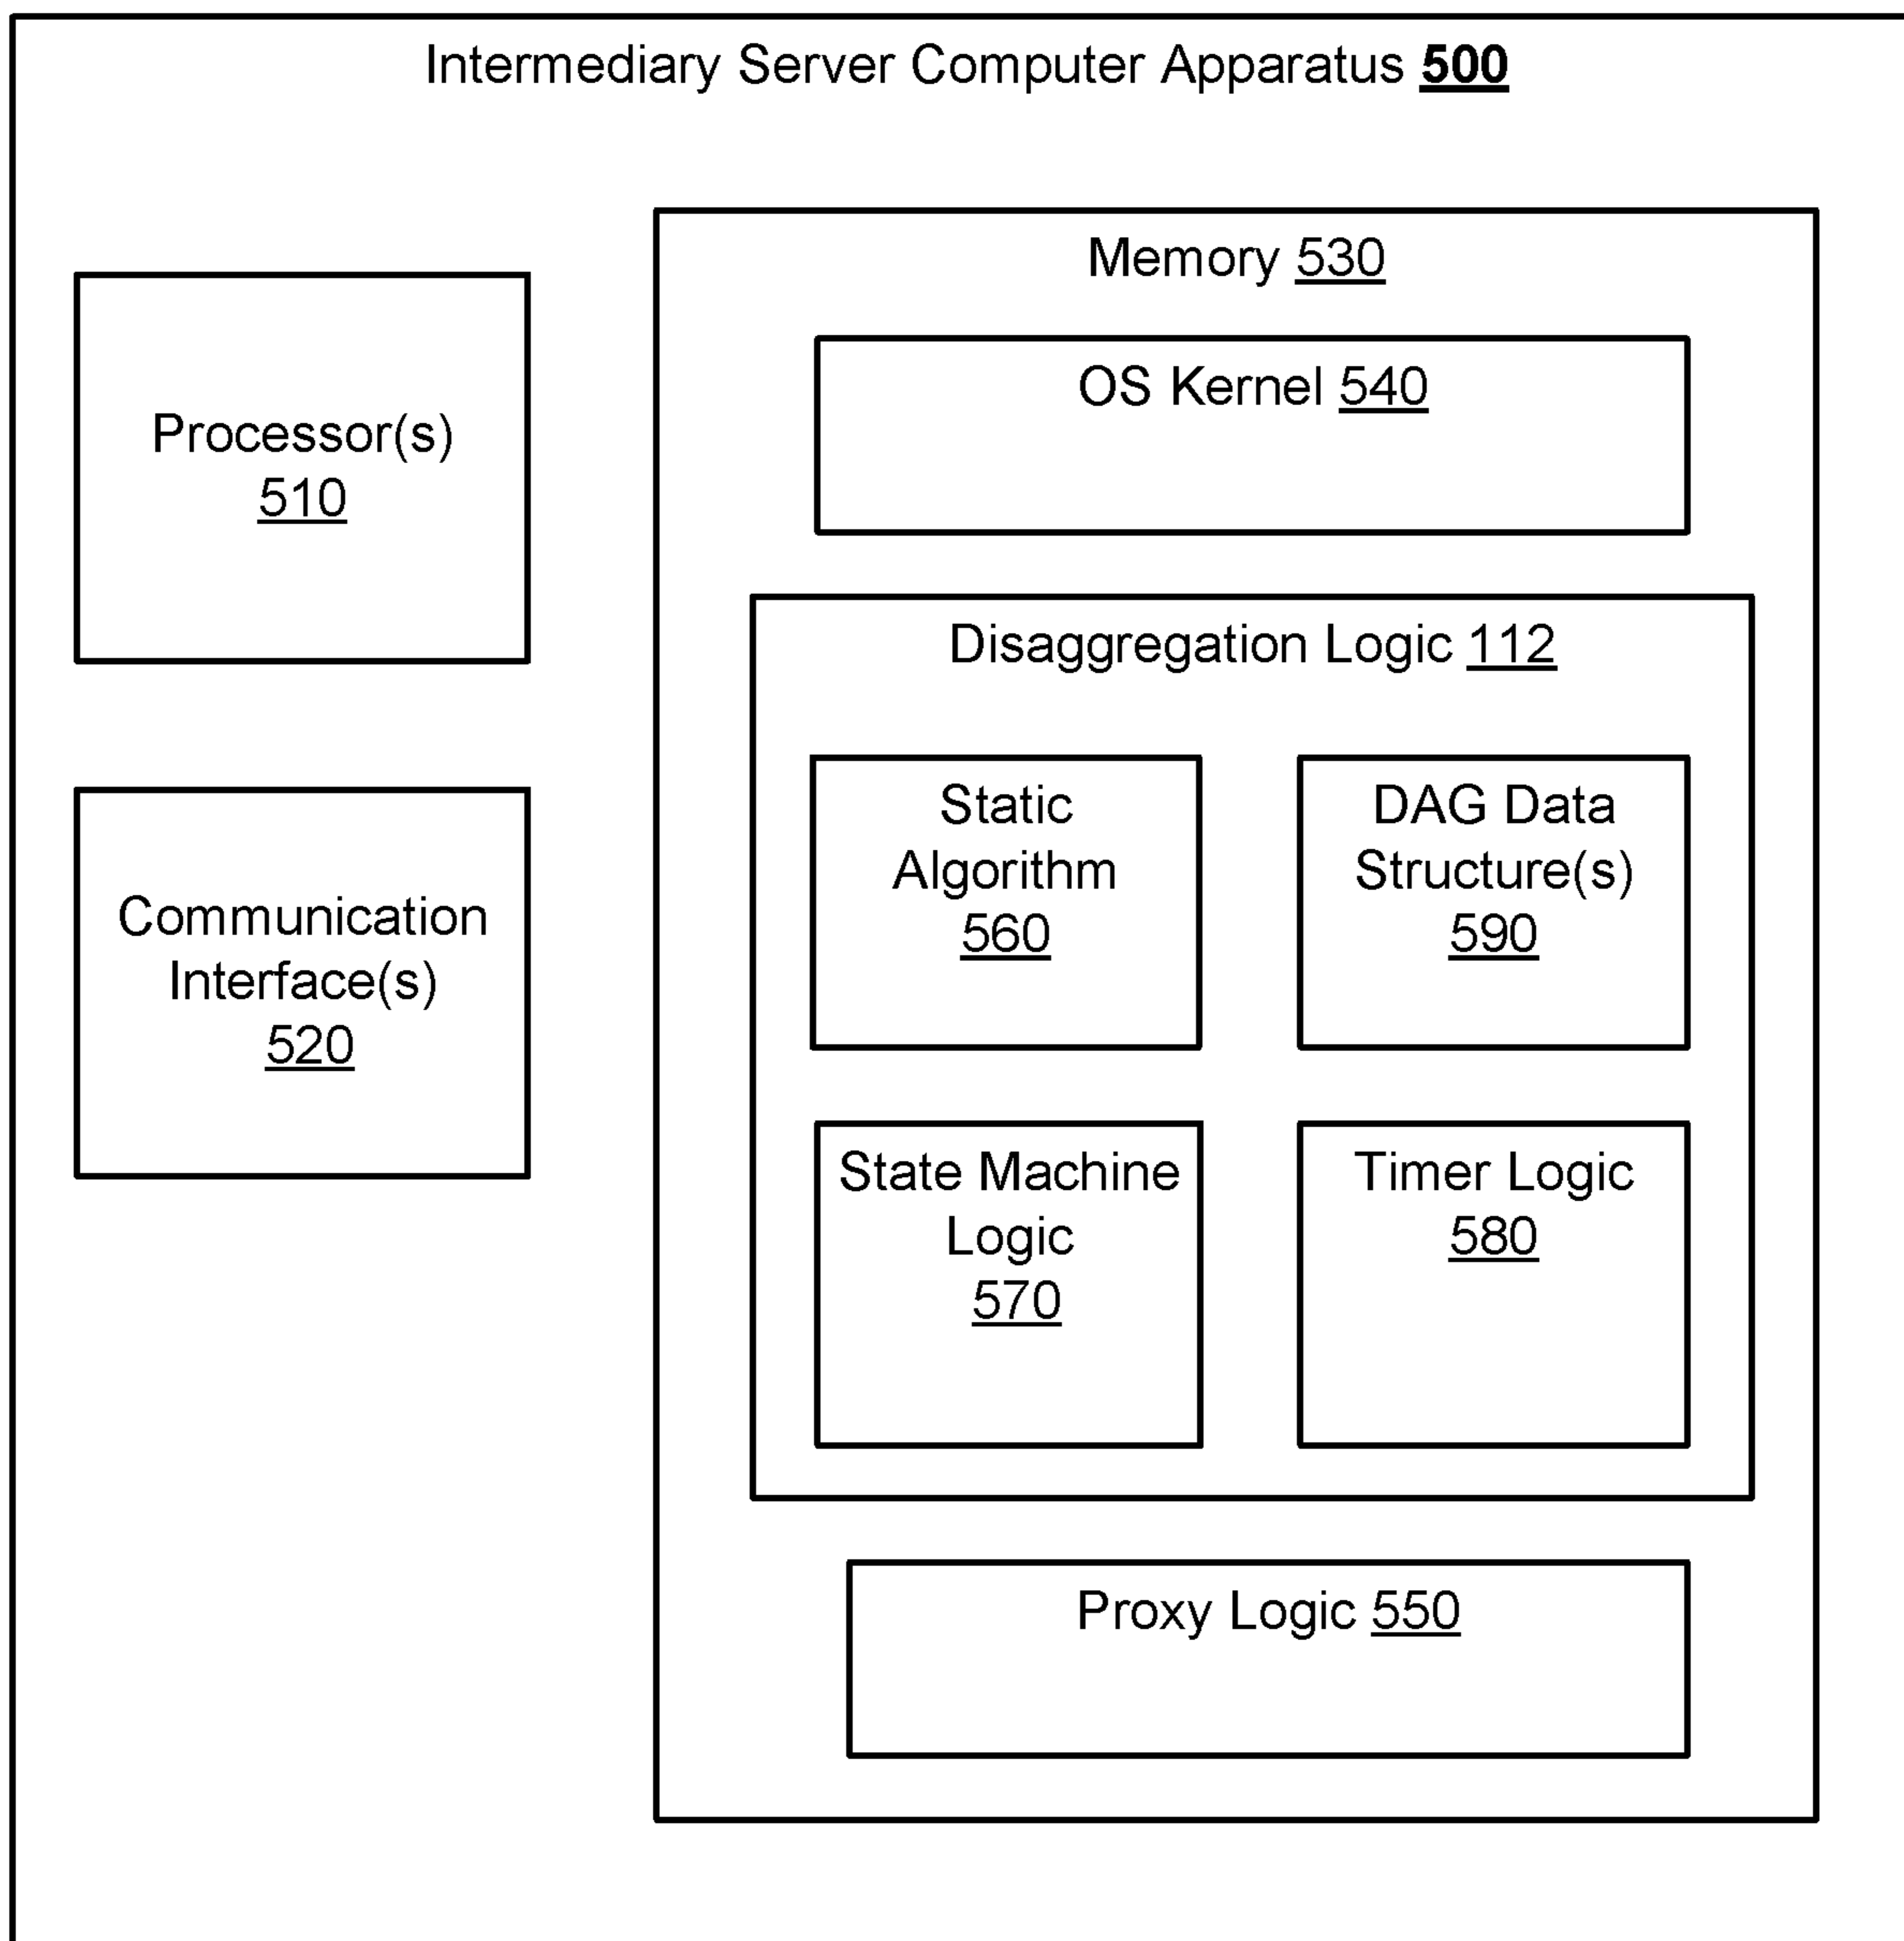 Intermediary Server Computer Apparatus 500
Processor(s)
510
Communication
Interface(s)
520
Memory 530
OS Kernel 540
Disaggregation Logic 112
Static
Algorithm
560
DAG Data
Structure(s)
590
State Machine
Logic
570
Timer Logic
580
Proxy Logic 550